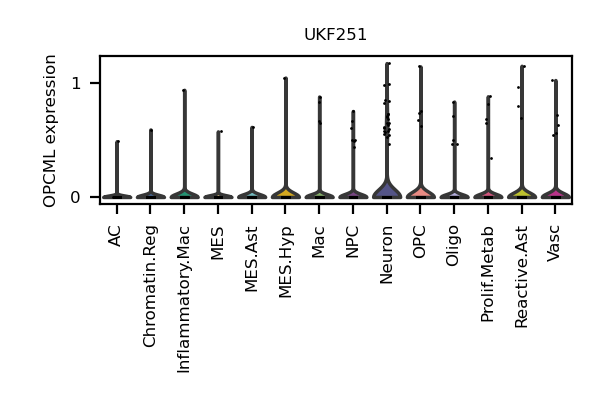 UKF251
OPCML expression
1
0
AC
Chromatin.Reg
Inflammatory.Mac
MES
MES.Ast
MES.Hyp
Mac
NPC
Neuron
OPC
Oligo
Prolif.Metab
Reactive.Ast
Vasc